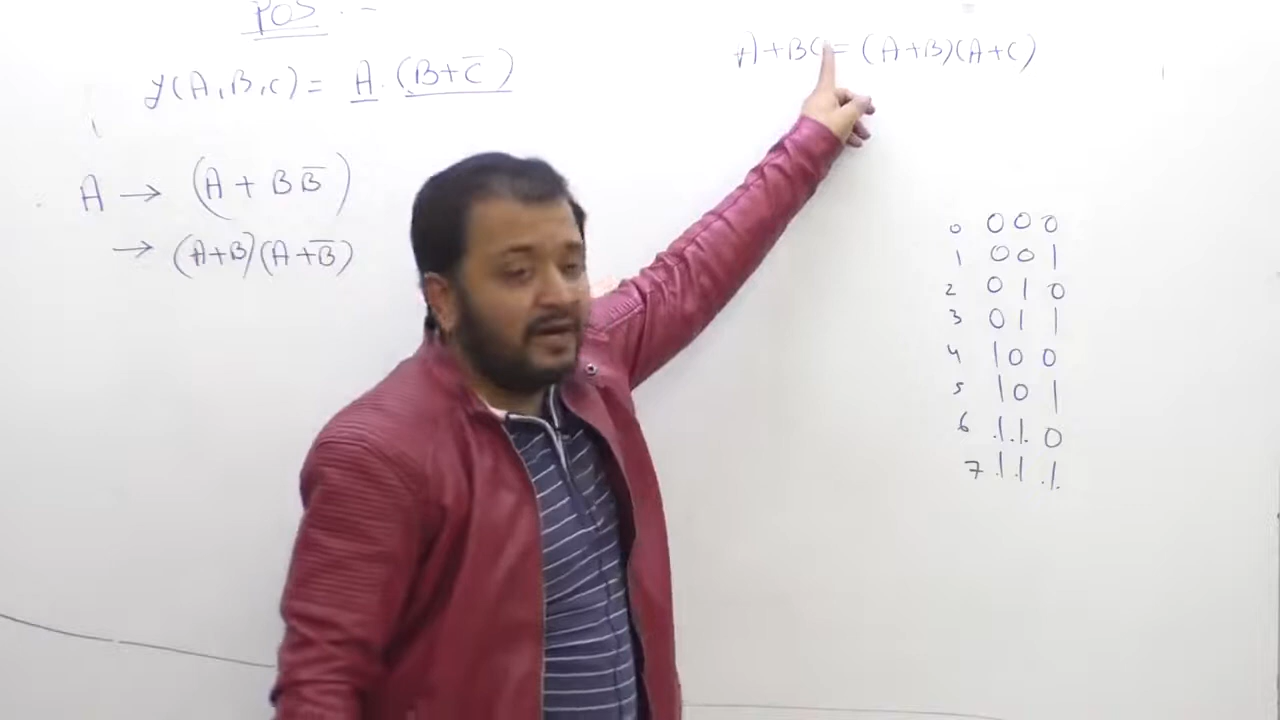 POS :-
y(A,B,C) = A.(B+C̅)
A → (A + BB̅)
→ (A+B)(A+B̅)
A+BC = (A+B)(A+C)
0 0 0 0
1 0 0 1
2 0 1 0
3 0 1 1
4 1 0 0
5 1 0 1
6 1 1 0
7 1 1 1